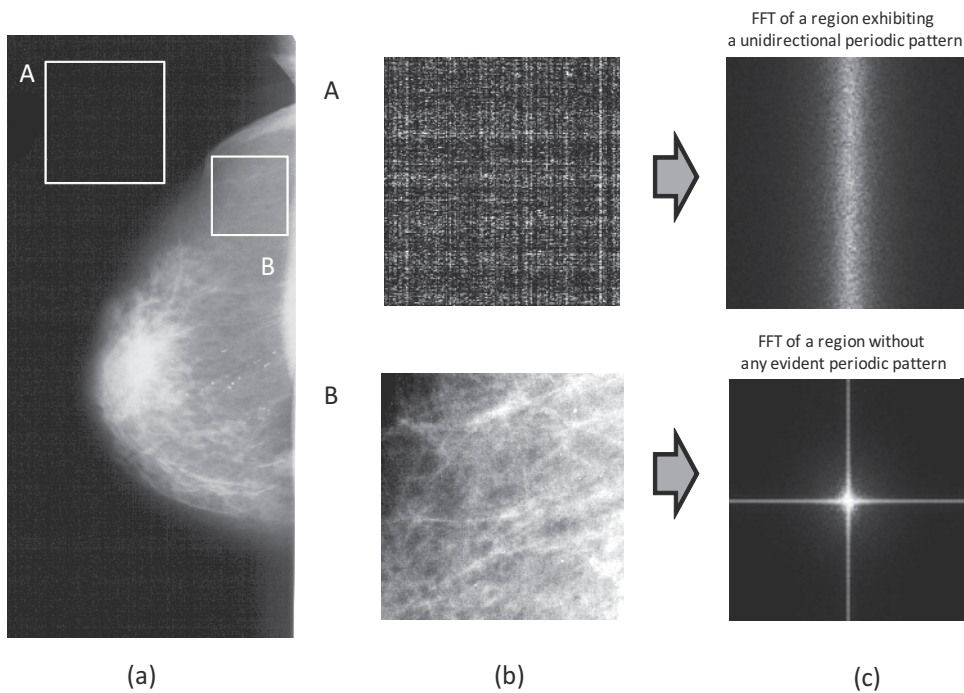 FFT of a region exhibiting
a unidirectional periodic pattern
A
A
B
FFT of a region without
any evident periodic pattern
B
(a)
(b)
(c)